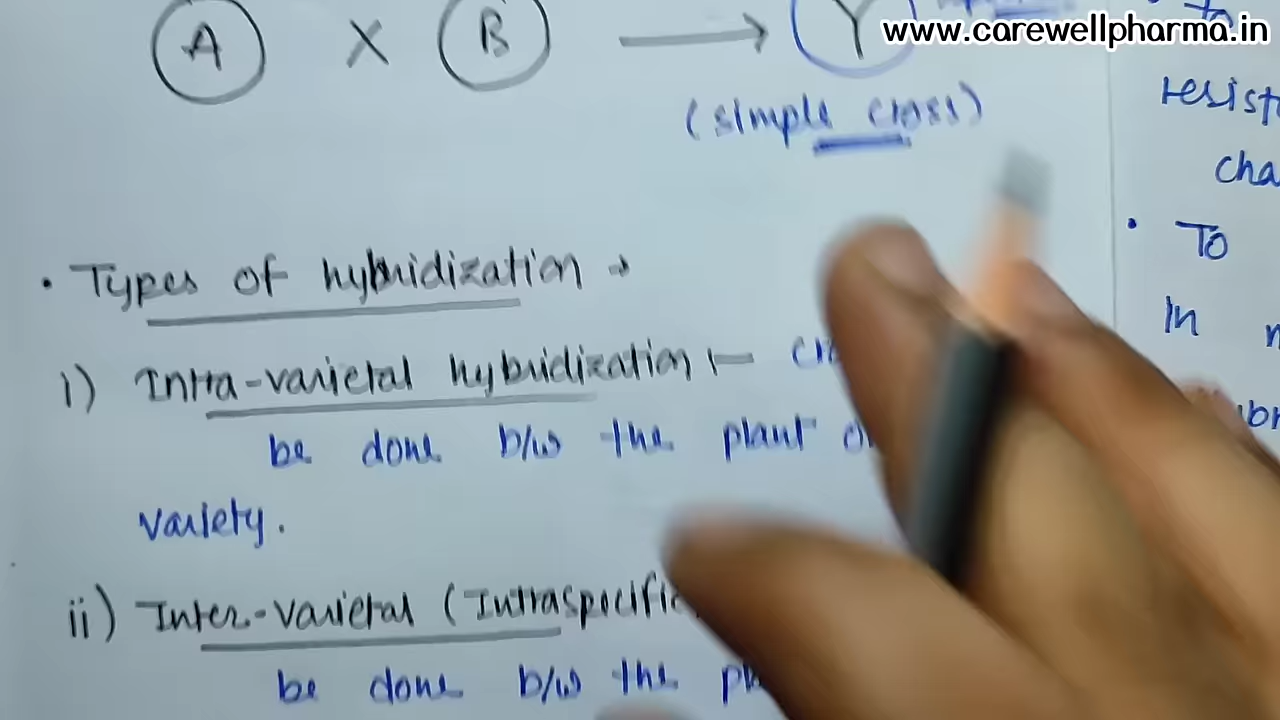 www.carewellpharma.in
A X B → Y
(simple cross)
resist
cha
• To
In
• Types of hybridization →
i) Intra-varietal hybridization :-
be done b/w the plant
variety.
ii) Inter-varietal (Intraspecific
be done b/w the